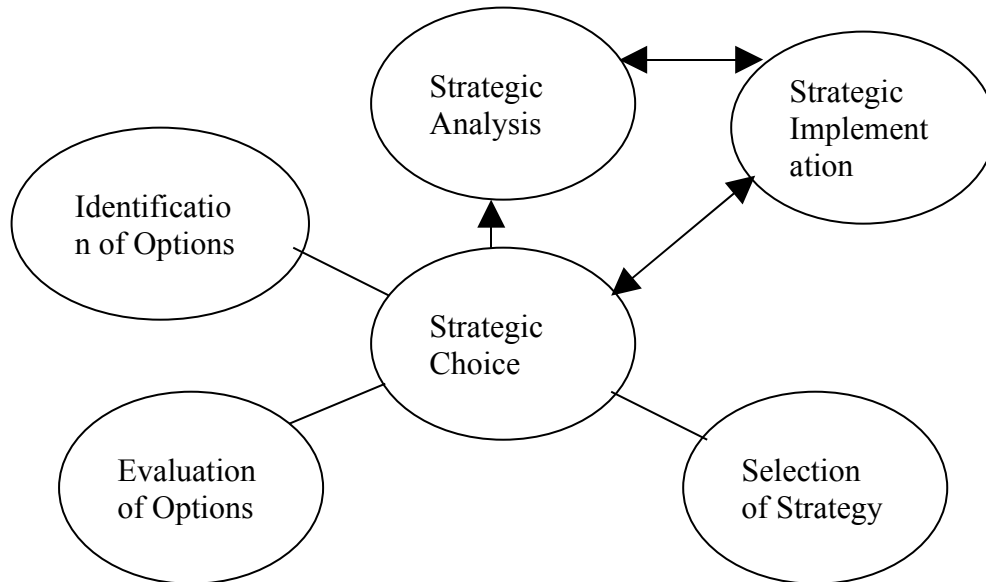 Strategic
Analysis
Strategic
Implement
ation
Identificatio
n of Options
Strategic
Choice
Evaluation
of Options
Selection
of Strategy